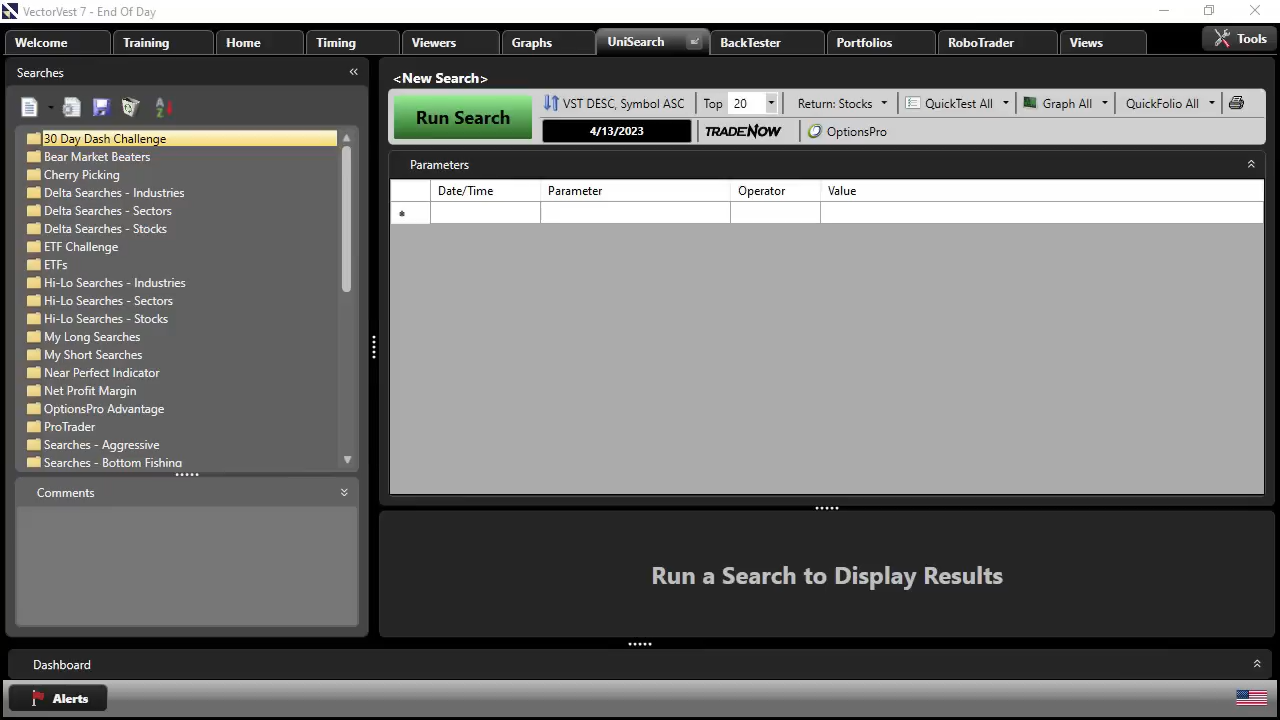 VectorVest 7 - End Of Day
Welcome Training Home Timing Viewers Graphs UniSearch BackTester Portfolios RoboTrader Views Tools
Searches
30 Day Dash Challenge
Bear Market Beaters
Cherry Picking
Delta Searches - Industries
Delta Searches - Sectors
Delta Searches - Stocks
ETF Challenge
ETFs
Hi-Lo Searches - Industries
Hi-Lo Searches - Sectors
Hi-Lo Searches - Stocks
My Long Searches
My Short Searches
Near Perfect Indicator
Net Profit Margin
OptionsPro Advantage
ProTrader
Searches - Aggressive
Searches - Bottom Fishing
Comments
<New Search>
Run Search
VST DESC, Symbol ASC Top 20 Return: Stocks QuickTest All Graph All QuickFolio All
4/13/2023 TRADENOW OptionsPro
Parameters
Date/Time Parameter Operator Value
*
Run a Search to Display Results
Dashboard
Alerts